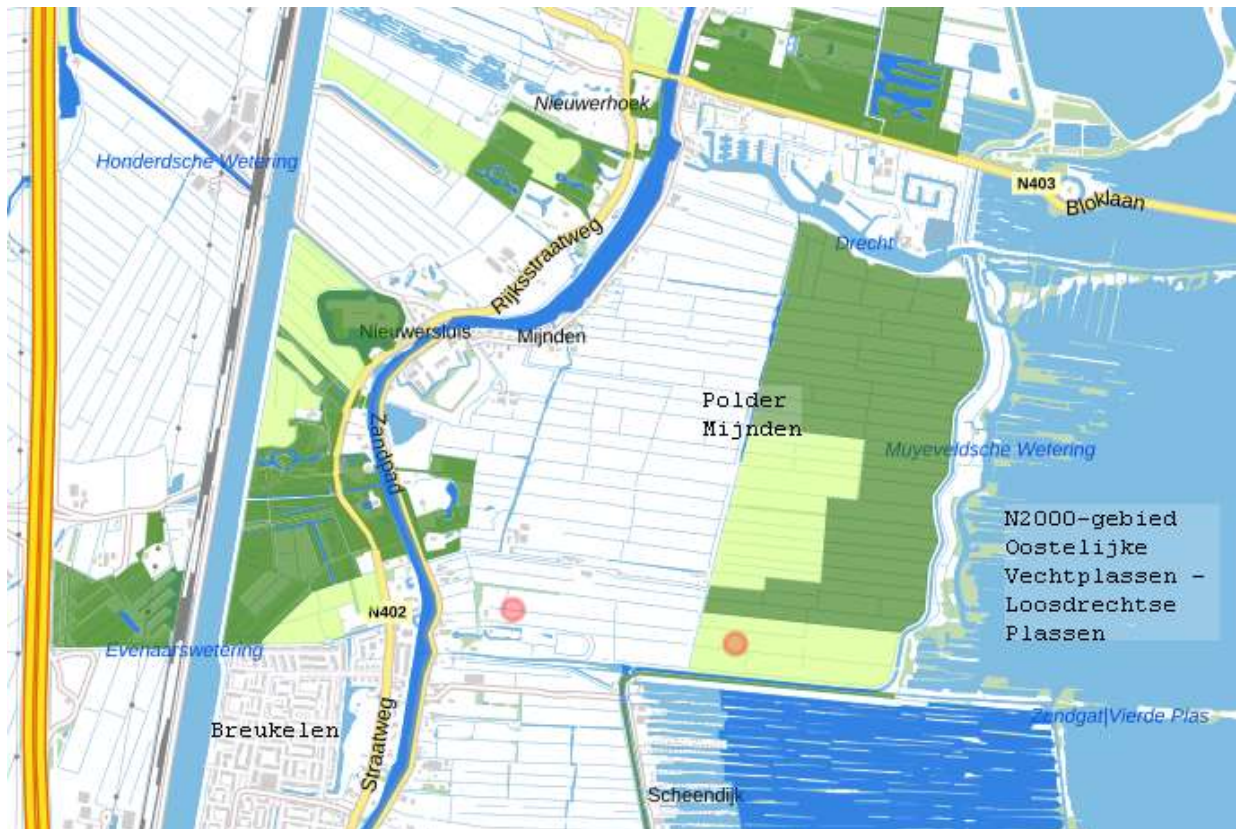 Nieuwerhoek
Honderdsche Wetering
N403
Bloklaan
Drecht
Rijksstraatweg
Nieuwersluis
Mijnden
Zandpad
Polder
Mijnden
Muyeveldsche Wetering
N2000-gebied
Oostelijke
Vechtplassen -
Loosdrechtse
Plassen
N402
Evenaarswetering
Breukelen
Straatweg
Zendgat|Vierde Plas
Scheendijk